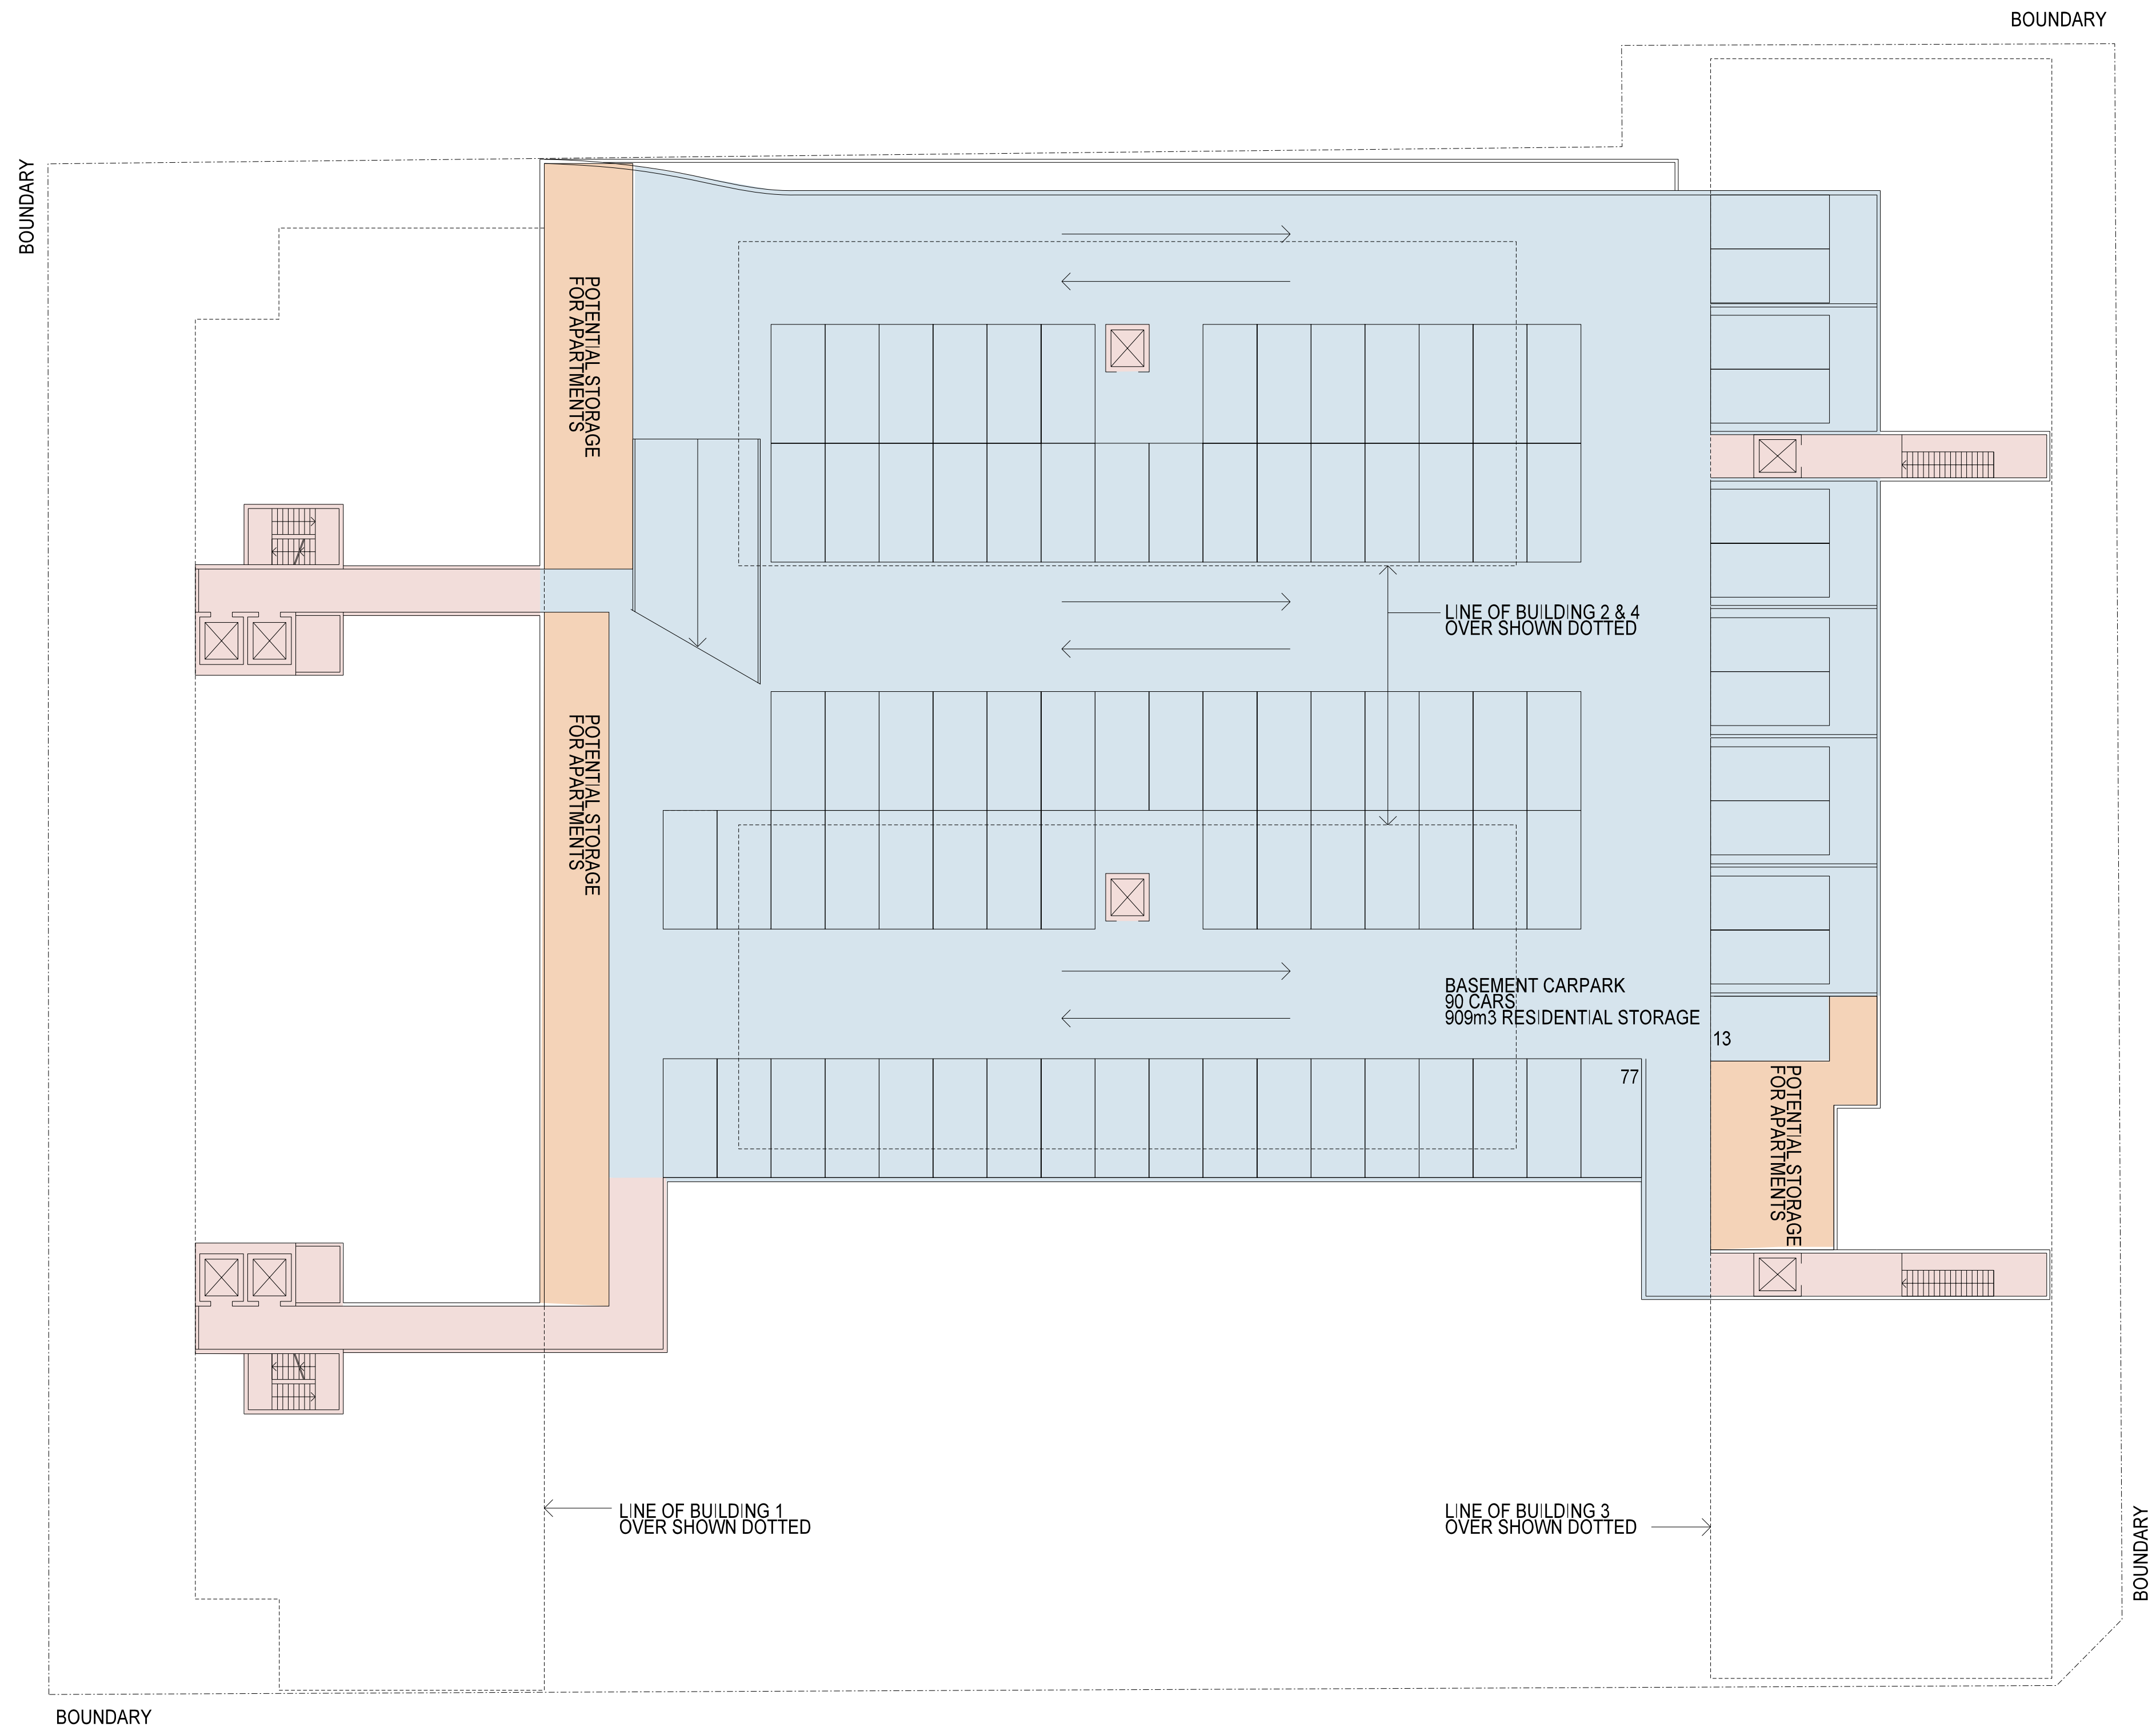 BOUNDARY
BOUNDARY
POTENTIAL STORAGE
FOR APARTMENTS
LINE OF BUILDING 2 & 4
OVER SHOWN DOTTED
POTENTIAL STORAGE
FOR APARTMENTS
BASEMENT CARPARK
90 CARS
909m3 RESIDENTIAL STORAGE
13
77
POTENTIAL STORAGE
FOR APARTMENTS
LINE OF BUILDING 1
OVER SHOWN DOTTED
LINE OF BUILDING 3
OVER SHOWN DOTTED
BOUNDARY
BOUNDARY